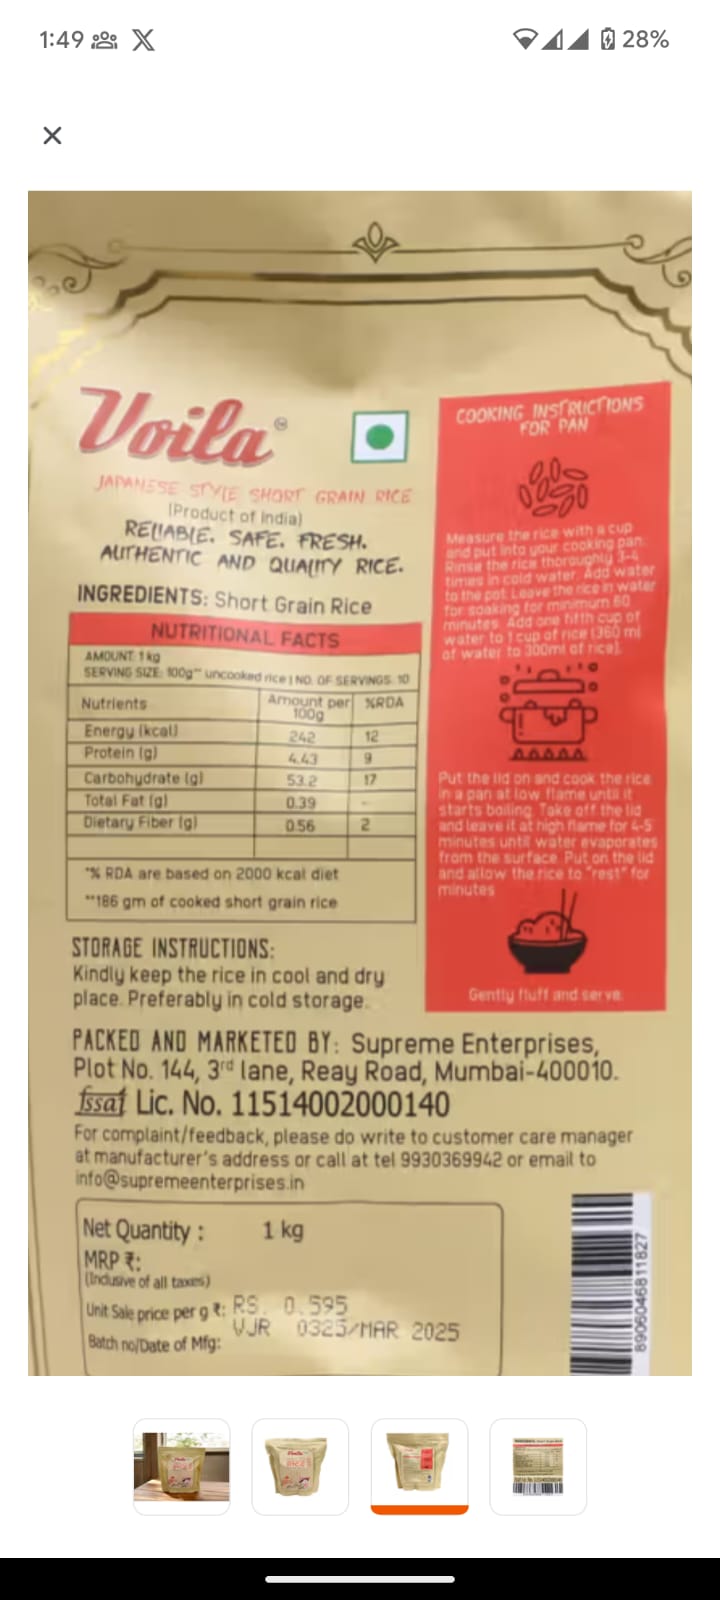 1:49
28%
Voila
JAPANESE STYLE SHORT GRAIN RICE
(Product of India)
RELIABLE. SAFE. FRESH.
AUTHENTIC AND QUALITY RICE.
INGREDIENTS: Short Grain Rice
NUTRITIONAL FACTS
AMOUNT: 1 kg
SERVING SIZE: 100g** uncooked rice | NO. OF SERVINGS: 10
Nutrients Amount per 100g %RDA
Energy (kcal) 242 12
Protein (g) 4.43 9
Carbohydrate (g) 53.2 17
Total Fat (g) 0.39 -
Dietary Fiber (g) 0.56 2
*% RDA are based on 2000 kcal diet
**186 gm of cooked short grain rice
STORAGE INSTRUCTIONS:
Kindly keep the rice in cool and dry
place. Preferably in cold storage.
COOKING INSTRUCTIONS
FOR PAN
Measure the rice with a cup
and put into your cooking pan.
Rinse the rice thoroughly 3-4
times in cold water. Add water
to the pot. Leave the rice in water
for soaking for minimum 60
minutes. Add one fifth cup of
water to 1 cup of rice (360 ml
of water to 300ml of rice).
Put the lid on and cook the rice
in a pan at low flame until it
starts boiling. Take off the lid
and leave it at high flame for 4-5
minutes until water evaporates
from the surface. Put on the lid
and allow the rice to "rest" for
minutes
Gently fluff and serve.
PACKED AND MARKETED BY: Supreme Enterprises,
Plot No. 144, 3rd lane, Reay Road, Mumbai-400010.
fssai Lic. No. 11514002000140
For complaint/feedback, please do write to customer care manager
at manufacturer's address or call at tel 9930369942 or email to
info@supremeenterprises.in
Net Quantity : 1 kg
MRP ₹:
(Inclusive of all taxes)
Unit Sale price per g ₹: RS. 0.595
Batch no/Date of Mfg: VJR 0325/MAR 2025
8906046811827